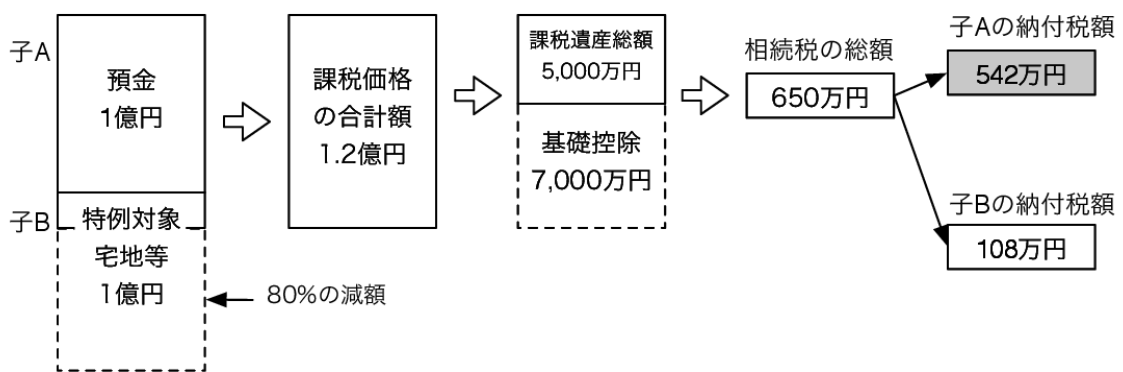 子A
預金
1億円
子B
特例対象
宅地等
1億円
80%の減額
課税価格
の合計額
1.2億円
課税遺産総額
5,000万円
基礎控除
7,000万円
相続税の総額
650万円
子Aの納付税額
542万円
子Bの納付税額
108万円